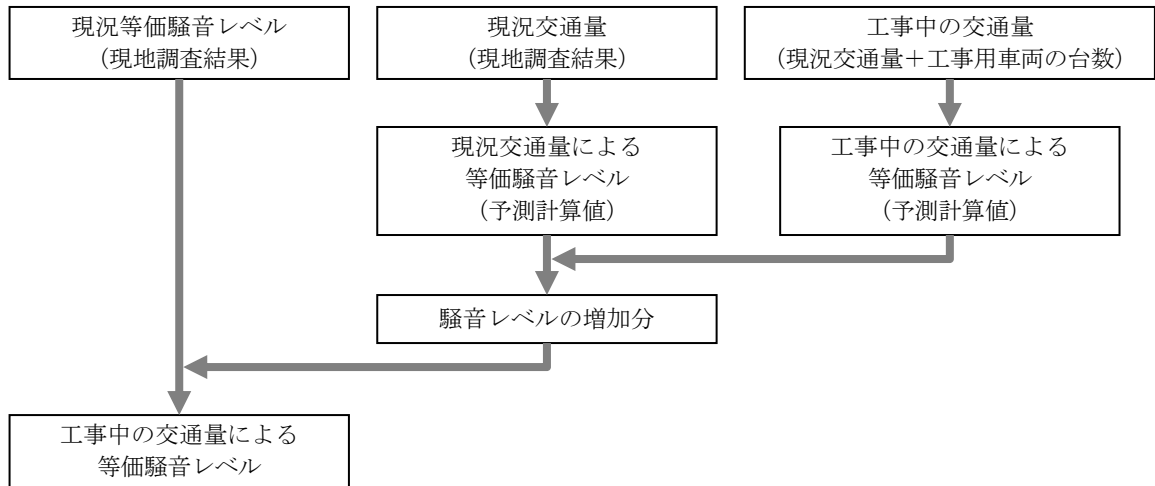 現況等価騒音レベル
（現地調査結果）
現況交通量
（現地調査結果）
工事中の交通量
（現況交通量＋工事用車両の台数）
現況交通量による
等価騒音レベル
（予測計算値）
工事中の交通量による
等価騒音レベル
（予測計算値）
騒音レベルの増加分
工事中の交通量による
等価騒音レベル